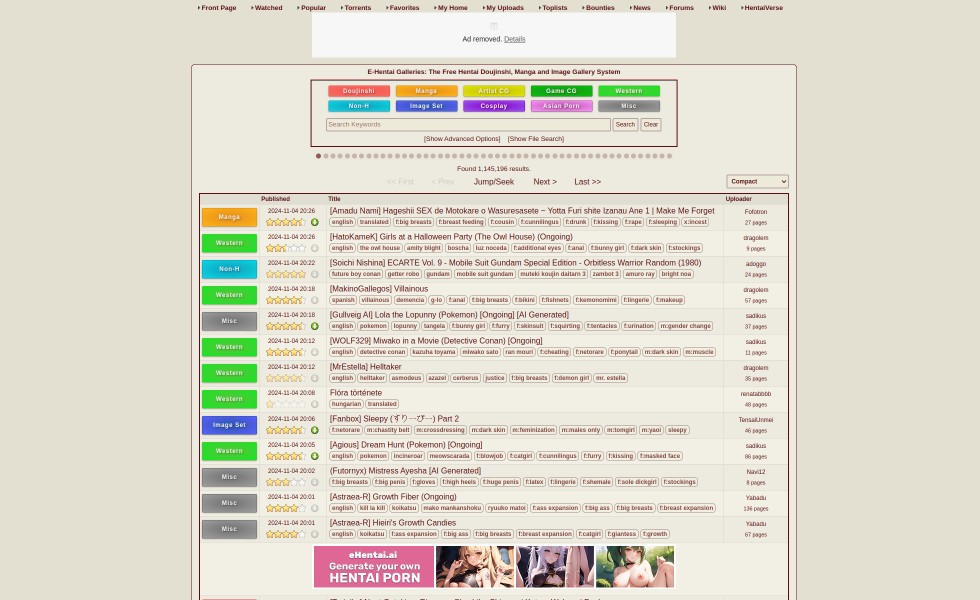 Front Page Watched Popular Torrents Favorites My Home My Uploads Toplists Bounties News Forums Wiki HentaiVerse
Ad removed. Details
E-Hentai Galleries: The Free Hentai Doujinshi, Manga and Image Gallery System
Doujinshi Manga Artist CG Game CG Western
Non-H Image Set Cosplay Asian Porn Misc
Search Keywords Search Clear
[Show Advanced Options] [Show File Search]
Found 1,145,196 results.
<< First < Prev Jump/Seek Next > Last >> Compact
Published Title Uploader
Manga 2024-11-04 20:26 [Amadu Nami] Hageshii SEX de Motokare o Wasuresasete ~ Yotta Furi shite Izanau Ane 1 | Make Me Forget Fofotron
english translated f:big breasts f:breast feeding f:cousin f:cunnilingus f:drunk f:kissing f:rape f:sleeping x:incest 27 pages
Western 2024-11-04 20:26 [HatoKameK] Girls at a Halloween Party (The Owl House) (Ongoing) dragolem
english the owl house amity blight boscha luz noceda f:additional eyes f:anal f:bunny girl f:dark skin f:stockings 9 pages
Non-H 2024-11-04 20:22 [Soichi Nishina] ECARTE Vol. 9 - Mobile Suit Gundam Special Edition - Orbitless Warrior Random (1980) adoggo
future boy conan getter robo gundam mobile suit gundam muteki koujin daitarn 3 zambot 3 amuro ray bright noa 24 pages
Western 2024-11-04 20:18 [MakinoGallegos] Villainous dragolem
spanish villainous demencia g-lo f:anal f:big breasts f:bikini f:fishnets f:kemonomimi f:lingerie f:makeup 57 pages
Misc 2024-11-04 20:18 [Gullveig AI] Lola the Lopunny (Pokemon) [Ongoing] [AI Generated] sadikus
english pokemon lopunny tangela f:bunny girl f:furry f:skinsuit f:squirting f:tentacles f:urination m:gender change 37 pages
Western 2024-11-04 20:12 [WOLF329] Miwako in a Movie (Detective Conan) [Ongoing] sadikus
english detective conan kazuha toyama miwako sato ran mouri f:cheating f:netorare f:ponytail m:dark skin m:muscle 11 pages
Western 2024-11-04 20:12 [MrEstella] Helltaker dragolem
english helltaker asmodeus azazel cerberus justice f:big breasts f:demon girl mr. estella 35 pages
Western 2024-11-04 20:08 Flóra története renatabbbb
hungarian translated 48 pages
Image Set 2024-11-04 20:06 [Fanbox] Sleepy (すりーぴー) Part 2 TensaiUnmei
f:netorare m:chastity belt m:crossdressing m:dark skin m:feminization m:males only m:tomgirl m:yaoi sleepy 46 pages
Western 2024-11-04 20:05 [Agious] Dream Hunt (Pokemon) [Ongoing] sadikus
english pokemon incineroar meowscarada f:blowjob f:catgirl f:cunnilingus f:furry f:kissing f:masked face 86 pages
Misc 2024-11-04 20:02 (Futornyx) Mistress Ayesha [AI Generated] Navi12
f:big breasts f:big penis f:gloves f:high heels f:huge penis f:latex f:lingerie f:shemale f:sole dickgirl f:stockings 8 pages
Misc 2024-11-04 20:01 [Astraea-R] Growth Fiber (Ongoing) Yabadu
english kill la kill koikatsu mako mankanshoku ryuuko matoi f:ass expansion f:big ass f:big breasts f:breast expansion 136 pages
Misc 2024-11-04 20:01 [Astraea-R] Hieiri's Growth Candies Yabadu
english koikatsu f:ass expansion f:big ass f:big breasts f:breast expansion f:catgirl f:giantess f:growth 67 pages
eHentai.ai
Generate your own
HENTAI PORN